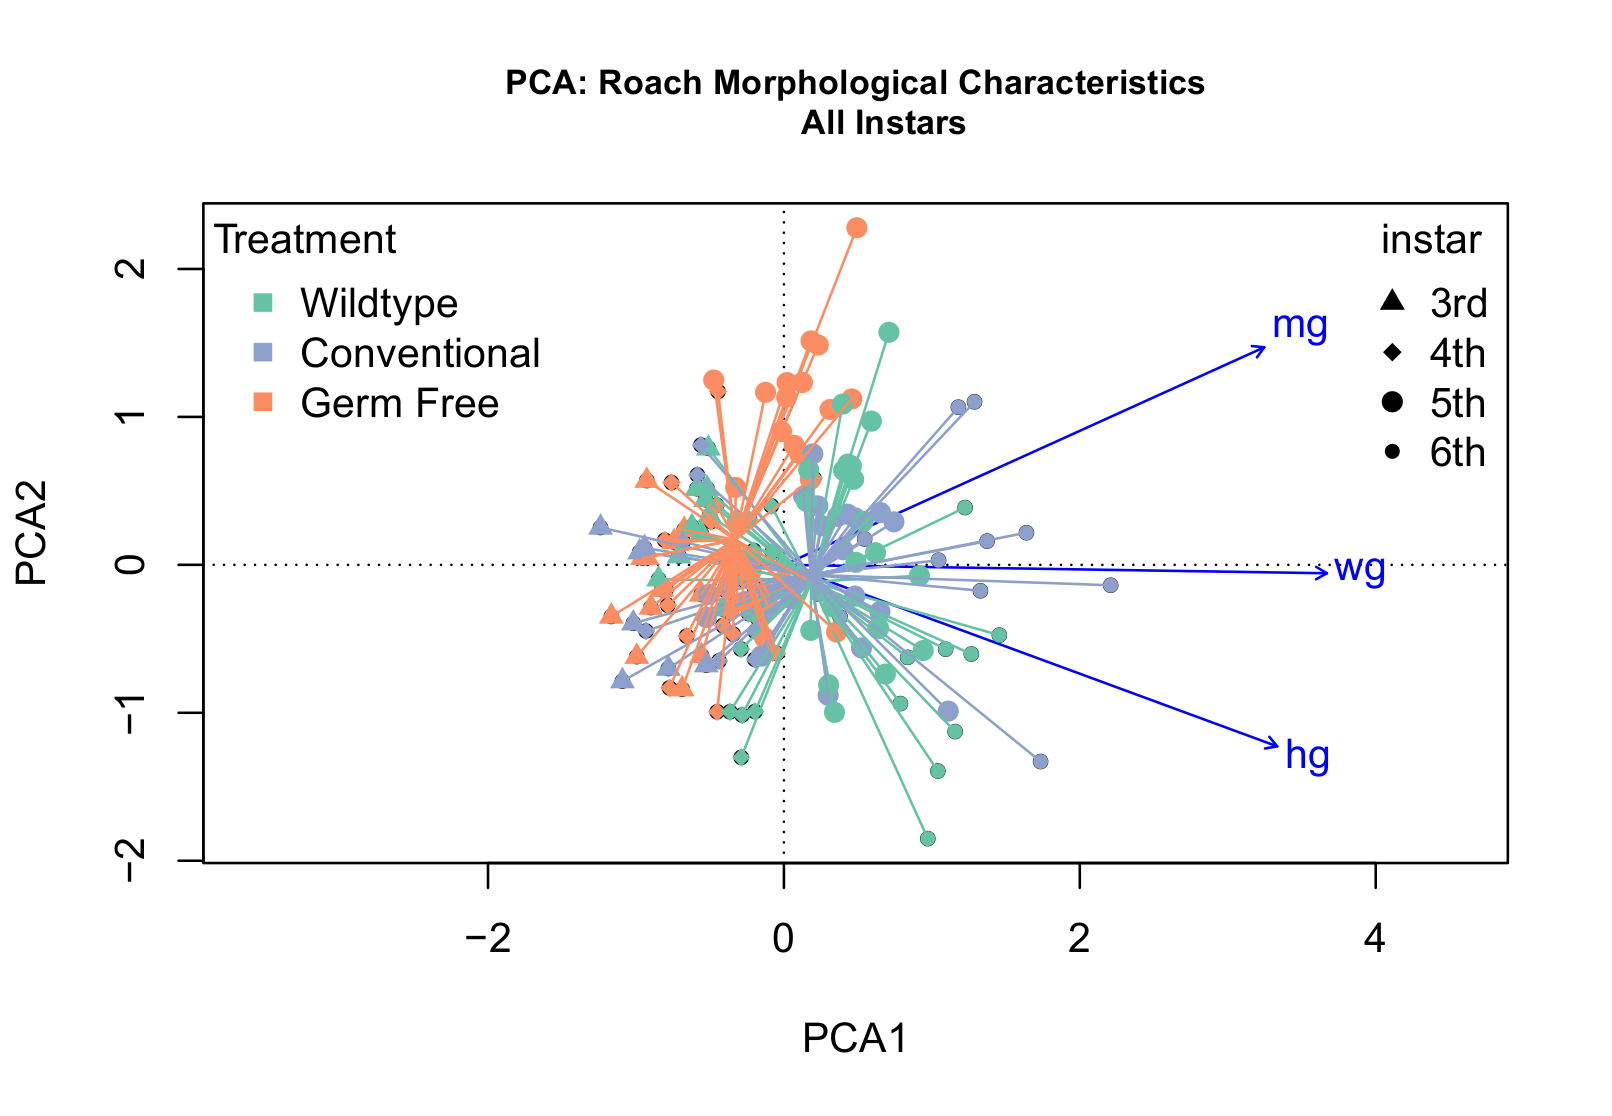 PCA: Roach Morphological Characteristics
All Instars
Treatment
Wildtype
Conventional
Germ Free
instar
3rd
4th
5th
6th
mg
wg
hg
PCA2
2
1
0
−1
−2
−2
0
2
4
PCA1